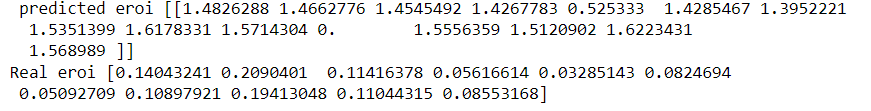 predicted eroi [[1.4826288 1.4662776 1.4545492 1.4267783 0.525333 1.4285467 1.3952221
1.5351399 1.6178331 1.5714304 0. 1.5556359 1.5120902 1.6223431
1.568989 ]]
Real eroi [0.14043241 0.2090401 0.11416378 0.05616614 0.03285143 0.0824694
0.05092709 0.10897921 0.19413048 0.11044315 0.08553168]